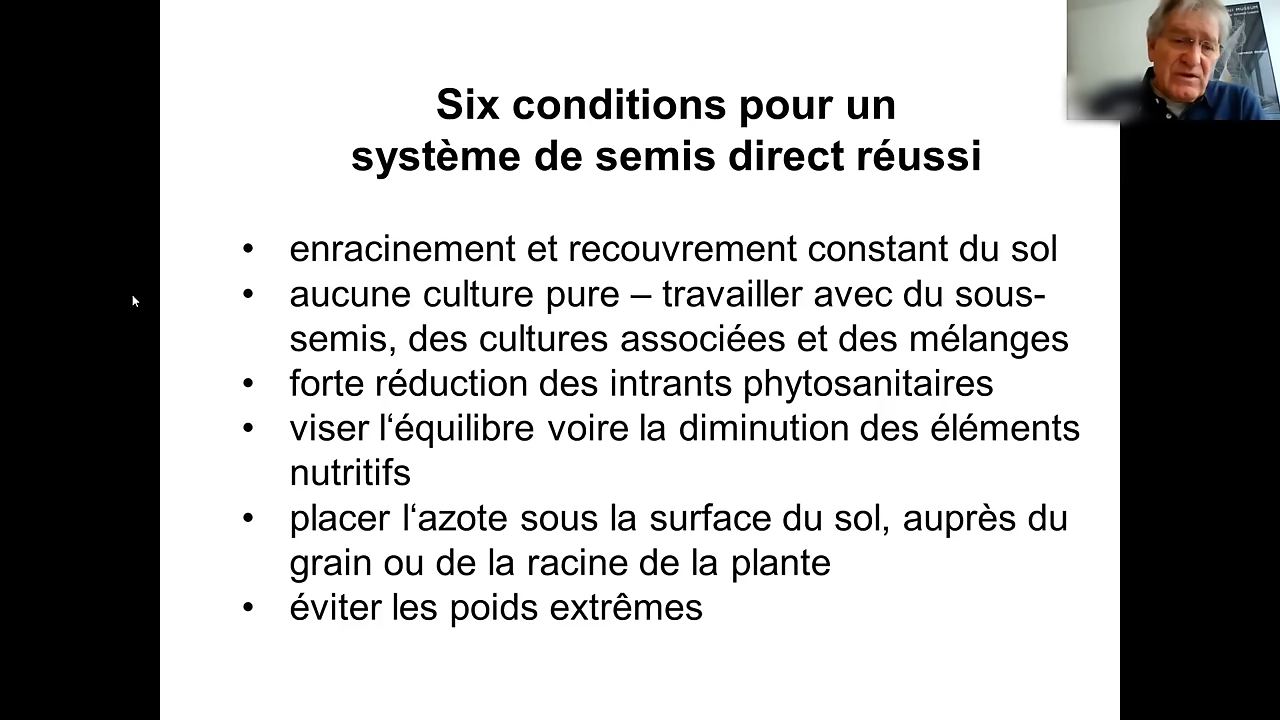 Six conditions pour un
système de semis direct réussi
• enracinement et recouvrement constant du sol
• aucune culture pure – travailler avec du sous-
semis, des cultures associées et des mélanges
• forte réduction des intrants phytosanitaires
• viser l‘équilibre voire la diminution des éléments
nutritifs
• placer l‘azote sous la surface du sol, auprès du
grain ou de la racine de la plante
• éviter les poids extrêmes